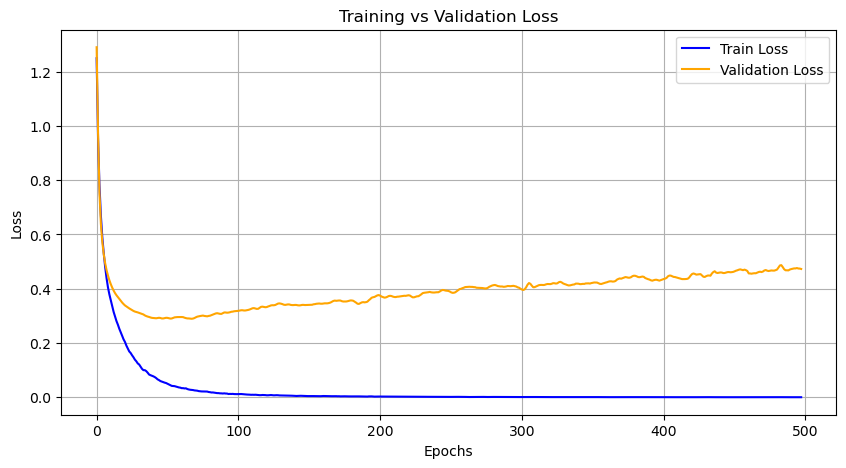 Training vs Validation Loss
Train Loss
Validation Loss
Loss
1.2
1.0
0.8
0.6
0.4
0.2
0.0
0 100 200 300 400 500
Epochs